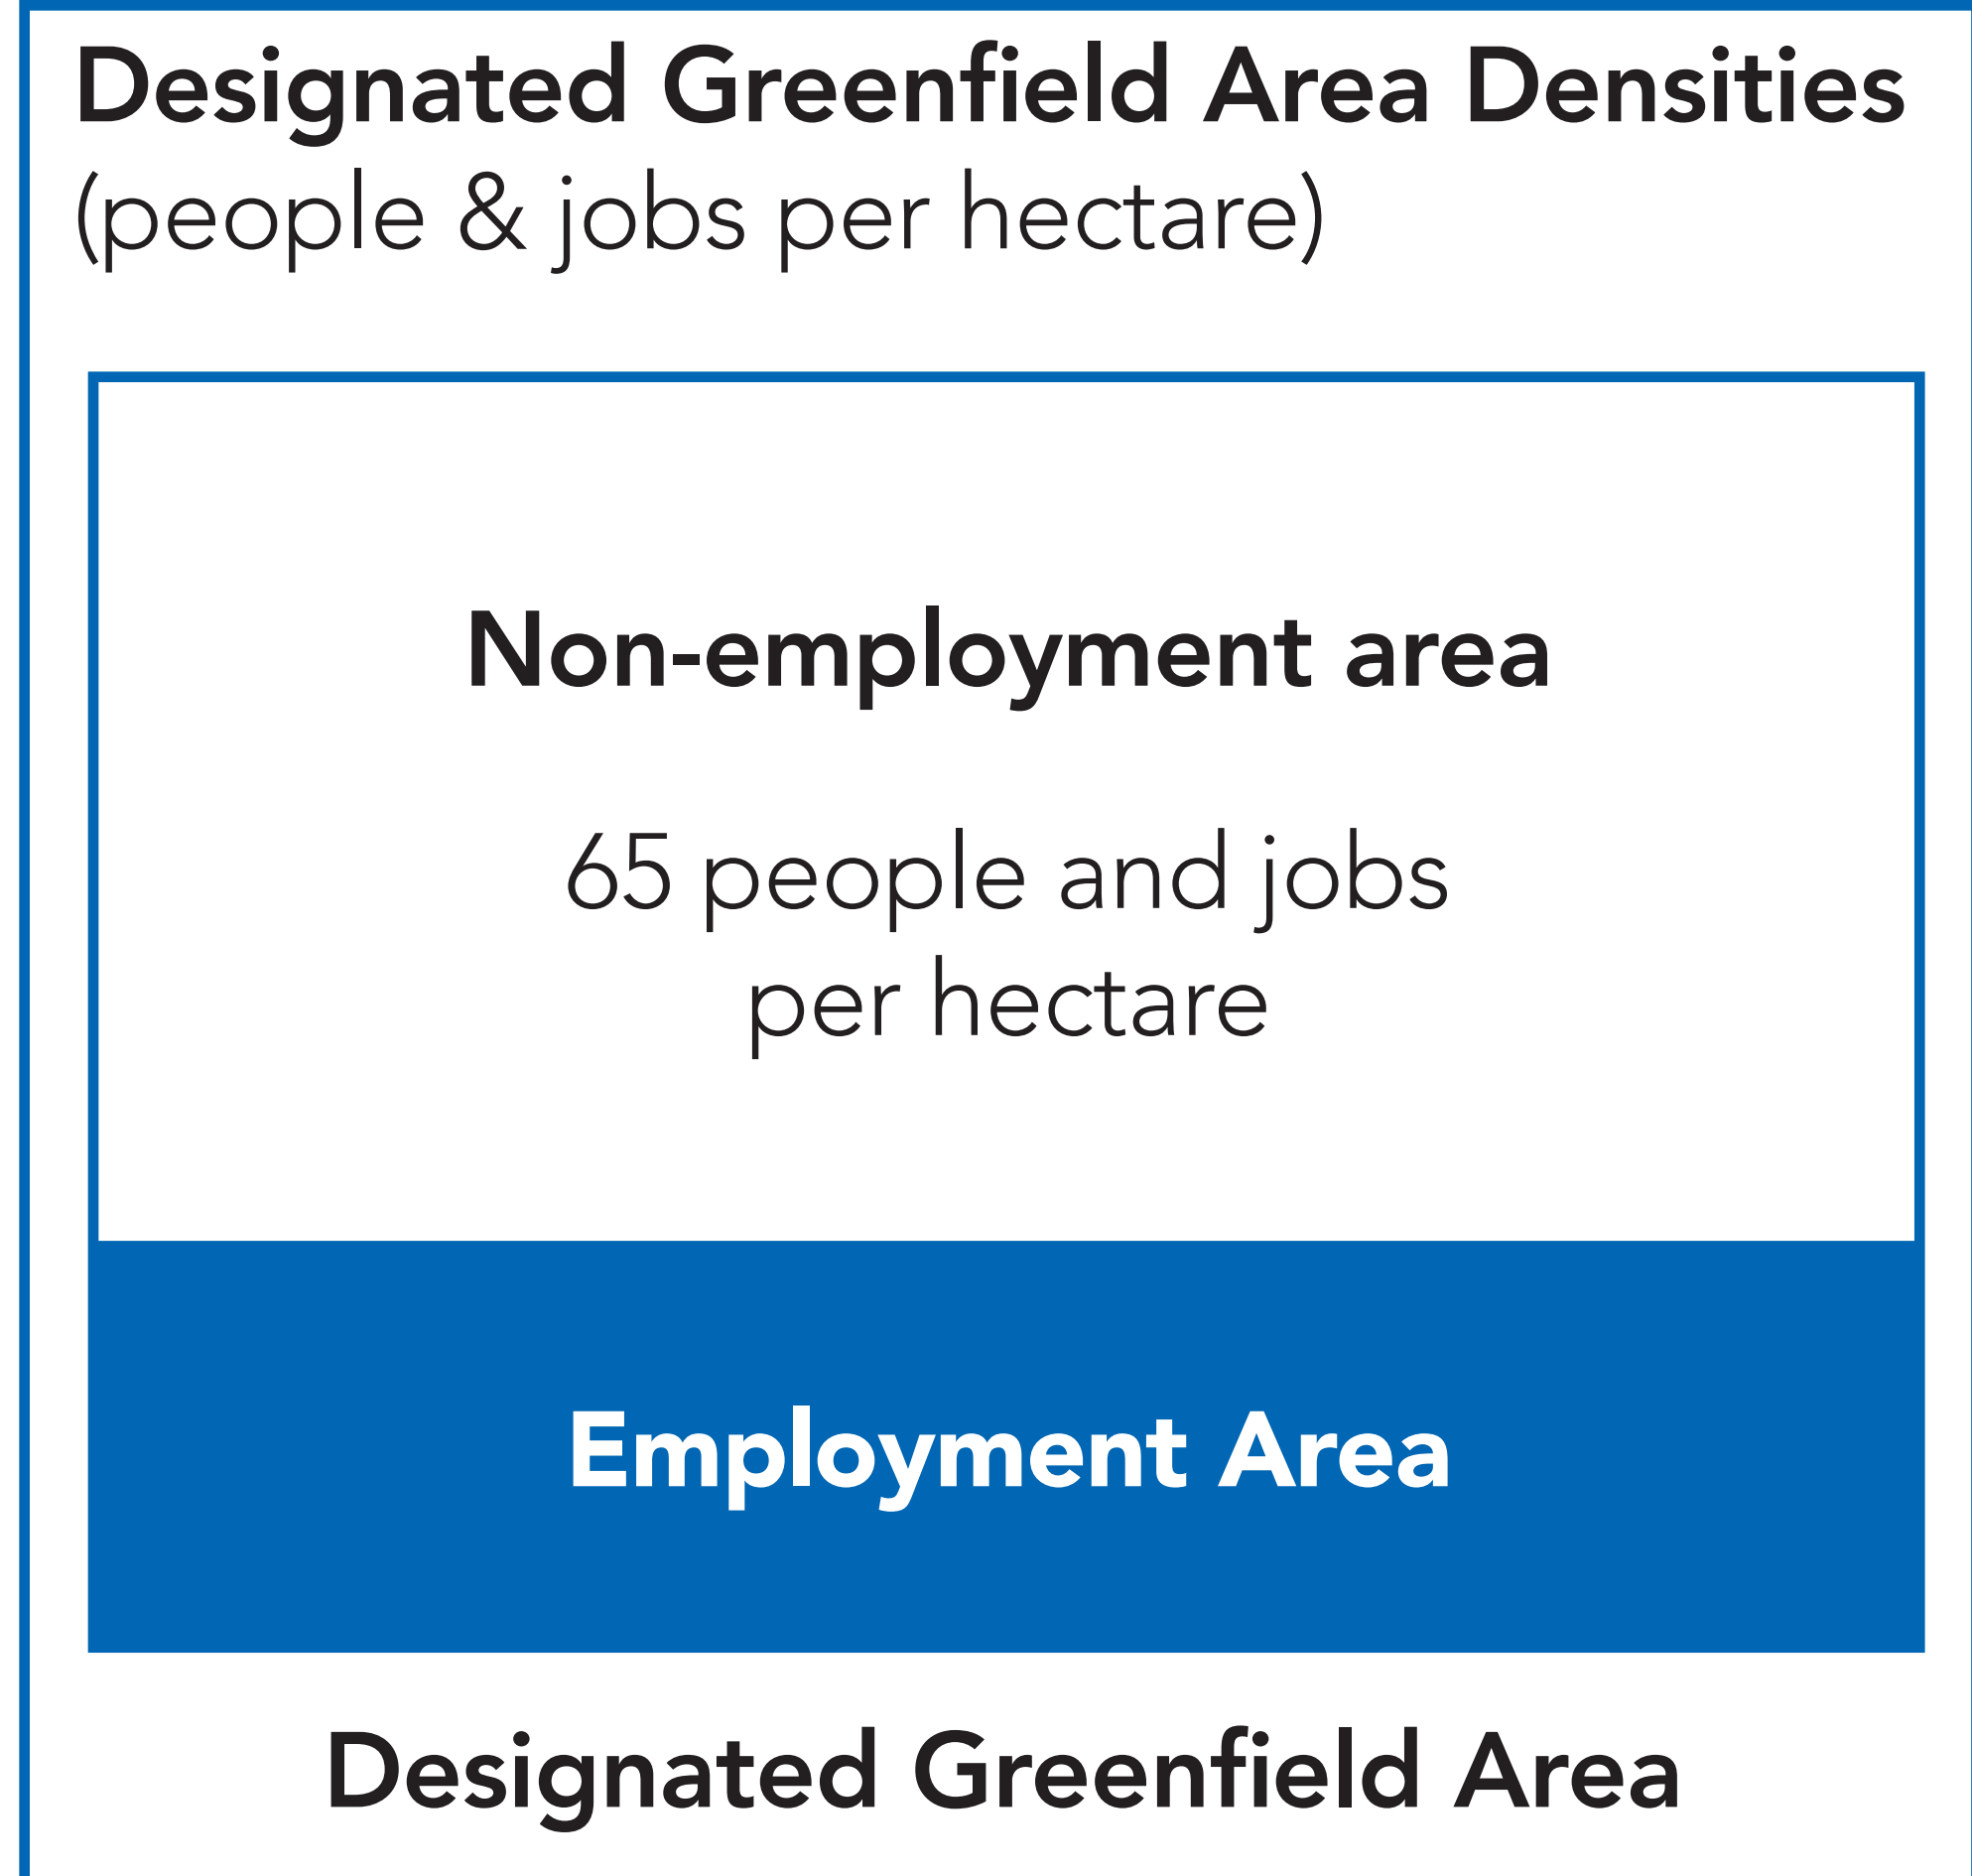 Designated Greenfield Area Densities
(people & jobs per hectare)
Non-employment area
65 people and jobs
per hectare
Employment Area
Designated Greenfield Area